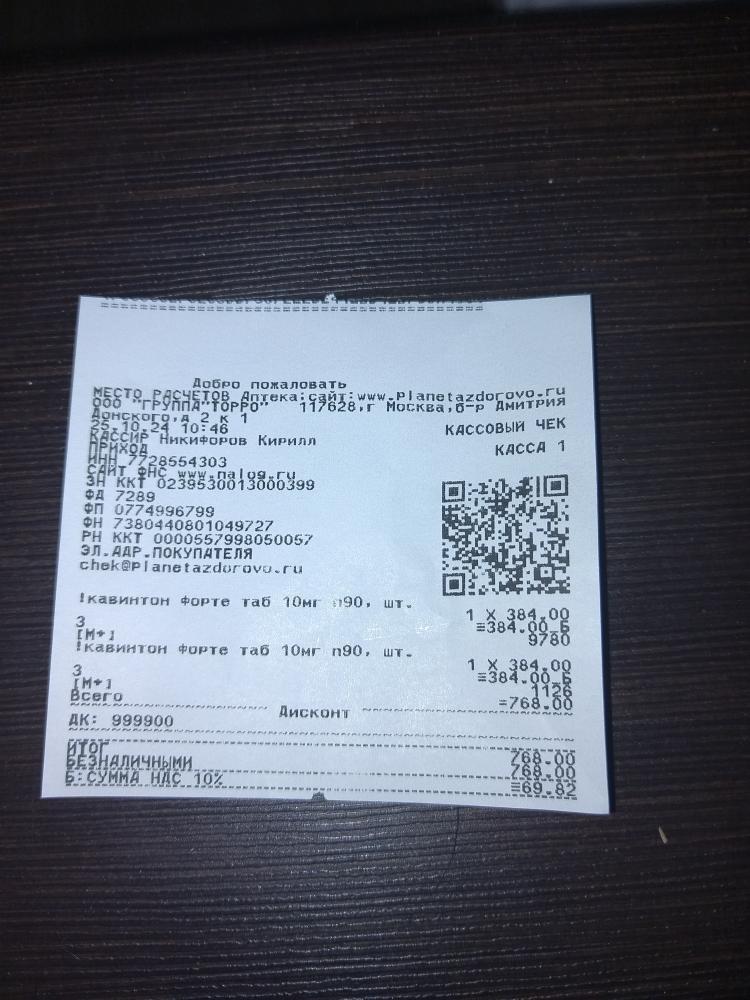 Добро пожаловать
МЕСТО РАСЧЕТОВ Аптека;сайт:www.planetazdorovo.ru
ООО "ГРУППА"ТОРРО" 117628,г Москва,б-р Дмитрия
Донского,д 2 к 1
25.10.24 10:46 КАССОВЫЙ ЧЕК
КАССИР Никифоров Кирилл
ПРИХОД КАССА 1
ИНН 7728554303
САЙТ ФНС www.nalog.ru
ЗН ККТ 0239530013000399
ФД 7289
ФП 0774996799
ФН 7380440801049727
РН ККТ 0000557998050057
ЭЛ.АДР.ПОКУПАТЕЛЯ
chek@planetazdorovo.ru
!кавинтон форте таб 10мг п90, шт.
1 X 384.00
3 =384.00_Б
[М+] 9780
!кавинтон форте таб 10мг п90, шт.
1 X 384.00
3 =384.00_Б
[М+] 1126
Всего =768.00
Дисконт
ДК: 999900
ИТОГ 768.00
БЕЗНАЛИЧНЫМИ 768.00
Б:СУММА НДС 10% =69.82